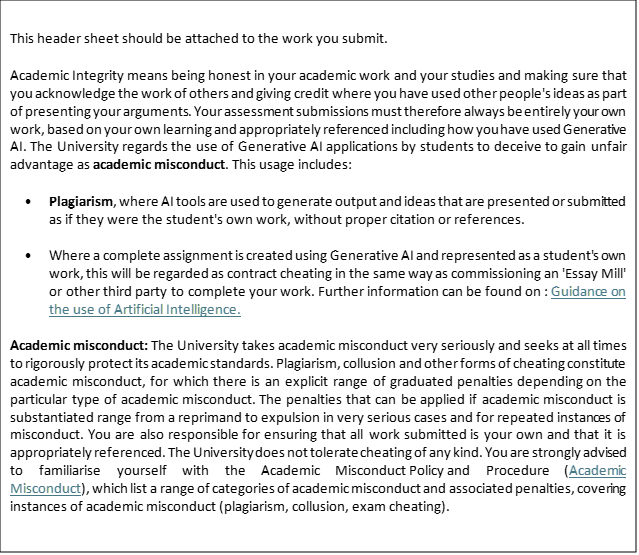 This header sheet should be attached to the work you submit.
Academic Integrity means being honest in your academic work and your studies and making sure that
you acknowledge the work of others and giving credit where you have used other people's ideas as part
of presenting your arguments. Your assessment submissions must therefore always be entirely your own
work, based on your own learning and appropriately referenced including how you have used Generative
AI. The University regards the use of Generative AI applications by students to deceive to gain unfair
advantage as academic misconduct. This usage includes:
• Plagiarism, where AI tools are used to generate output and ideas that are presented or submitted
as if they were the student's own work, without proper citation or references.
• Where a complete assignment is created using Generative AI and represented as a student's own
work, this will be regarded as contract cheating in the same way as commissioning an 'Essay Mill'
or other third party to complete your work. Further information can be found on : Guidance on
the use of Artificial Intelligence.
Academic misconduct: The University takes academic misconduct very seriously and seeks at all times
to rigorously protect its academic standards. Plagiarism, collusion and other forms of cheating constitute
academic misconduct, for which there is an explicit range of graduated penalties depending on the
particular type of academic misconduct. The penalties that can be applied if academic misconduct is
substantiated range from a reprimand to expulsion in very serious cases and for repeated instances of
misconduct. You are also responsible for ensuring that all work submitted is your own and that it is
appropriately referenced. The University does not tolerate cheating of any kind. You are strongly advised
to familiarise yourself with the Academic Misconduct Policy and Procedure (Academic
Misconduct), which list a range of categories of academic misconduct and associated penalties, covering
instances of academic misconduct (plagiarism, collusion, exam cheating).